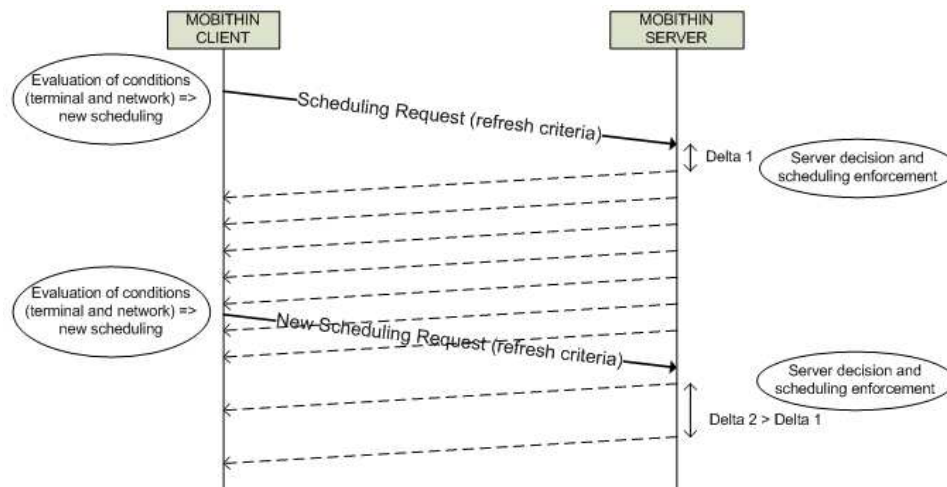 MOBITHIN
CLIENT
MOBITHIN
SERVER
Evaluation of conditions
(terminal and network) =>
new scheduling
Scheduling Request (refresh criteria)
Delta 1
Server decision and
scheduling enforcement
Evaluation of conditions
(terminal and network) =>
new scheduling
New Scheduling Request (refresh criteria)
Server decision and
scheduling enforcement
Delta 2 > Delta 1